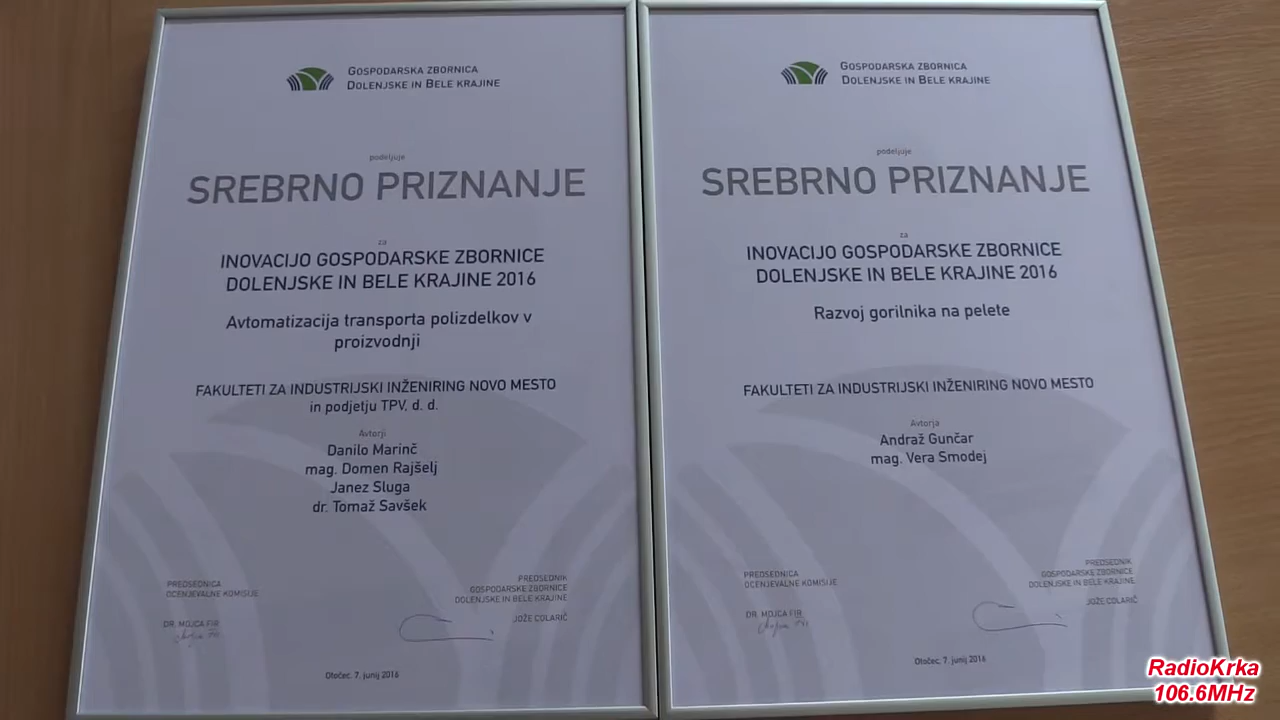 GOSPODARSKA ZBORNICA
DOLENJSKE IN BELE KRAJINE
podeljuje
SREBRNO PRIZNANJE
za
INOVACIJO GOSPODARSKE ZBORNICE
DOLENJSKE IN BELE KRAJINE 2016
Avtomatizacija transporta polizdelkov v
proizvodnji
FAKULTETI ZA INDUSTRIJSKI INŽENIRING NOVO MESTO
in podjetju TPV, d. d.
Avtorji
Danilo Marinč
mag. Domen Rajšelj
Janez Sluga
dr. Tomaž Savšek
PREDSEDNICA
OCENJEVALNE KOMISIJE
DR. MOJCA FIR
PREDSEDNIK
GOSPODARSKE ZBORNICE
DOLENJSKE IN BELE KRAJINE
JOŽE COLARIČ
Otočec, 7. junij 2016
GOSPODARSKA ZBORNICA
DOLENJSKE IN BELE KRAJINE
podeljuje
SREBRNO PRIZNANJE
za
INOVACIJO GOSPODARSKE ZBORNICE
DOLENJSKE IN BELE KRAJINE 2016
Razvoj gorilnika na pelete
FAKULTETI ZA INDUSTRIJSKI INŽENIRING NOVO MESTO
Avtorja
Andraž Gunčar
mag. Vera Smodej
PREDSEDNICA
OCENJEVALNE KOMISIJE
DR. MOJCA FIR
PREDSEDNIK
GOSPODARSKE ZBORNICE
DOLENJSKE IN BELE KRAJINE
JOŽE COLARIČ
Otočec, 7. junij 2016
RadioKrka
106.6MHz